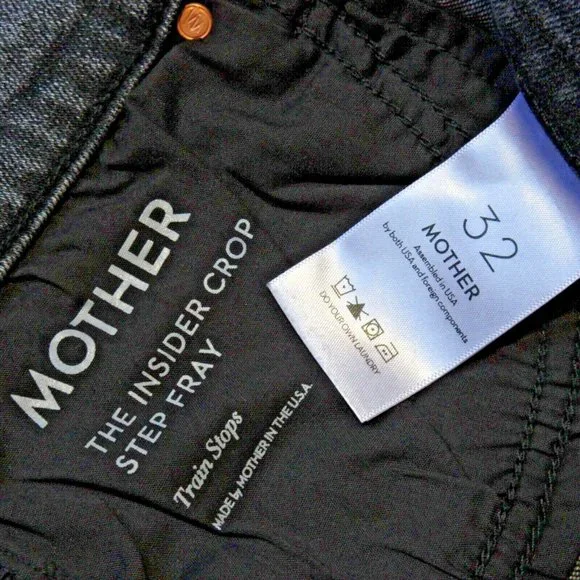 MOTHER
THE INSIDER CROP
STEP FRAY
Train Stops
MADE by MOTHER IN THE U.S.A.
32
MOTHER
Assembled in USA
by both USA and foreign components
DO YOUR OWN LAUNDRY